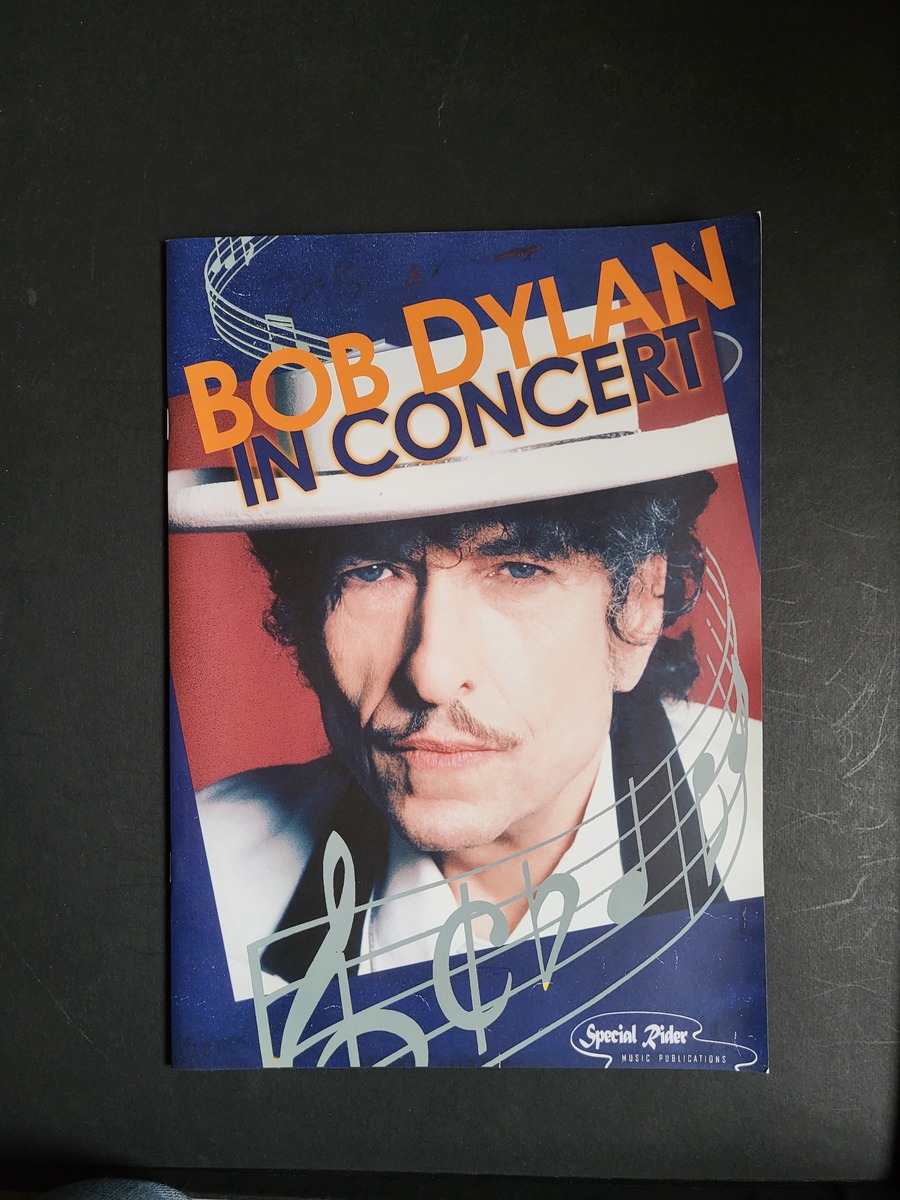 BOB DYLAN
IN CONCERT
Special Rider
MUSIC PUBLICATIONS